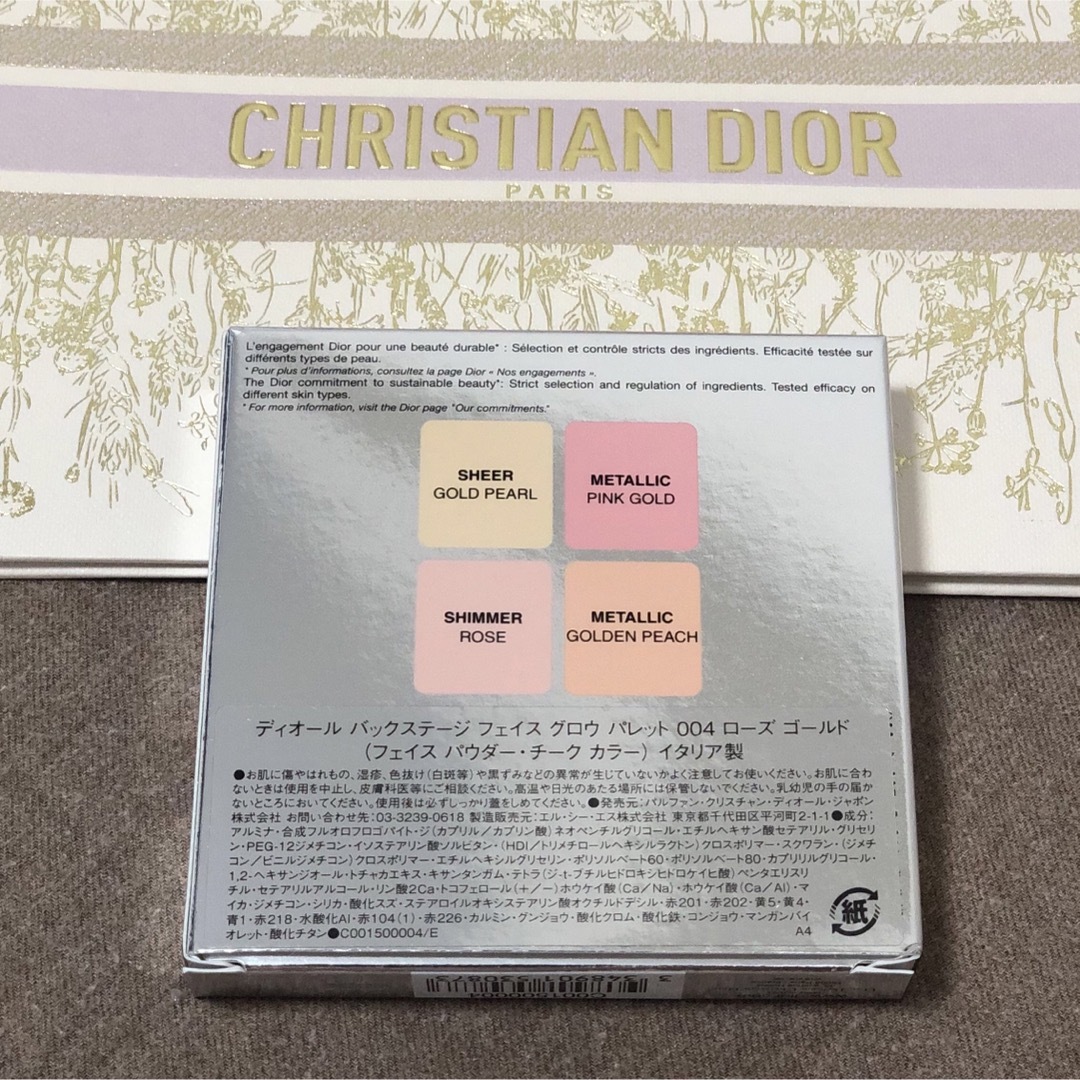 CHRISTIAN DIOR
PARIS
L'engagement Dior pour une beauté durable* : Sélection et contrôle stricts des ingrédients. Efficacité testée sur
différents types de peau.
* Pour plus d'informations, consultez la page Dior « Nos engagements ».
The Dior commitment to sustainable beauty*: Strict selection and regulation of ingredients. Tested efficacy on
different skin types.
* For more information, visit the Dior page "Our commitments."
SHEER
GOLD PEARL
METALLIC
PINK GOLD
SHIMMER
ROSE
METALLIC
GOLDEN PEACH
ディオール バックステージ フェイス グロウ パレット 004 ローズ ゴールド
(フェイス パウダー・チーク カラー) イタリア製
●お肌に傷やはれもの、湿疹、色抜け(白斑等)や黒ずみなどの異常が生じていないかよく注意してお使いください。お肌に合わ
ないときは使用を中止し、皮膚科医等にご相談ください。高温や日光のあたる場所には保管しないでください。乳幼児の手の届か
ないところにおいてください。使用後は必ずしっかり蓋をしめてください。●発売元:パルファン・クリスチャン・ディオール・ジャポン
株式会社 お問い合わせ先:03-3239-0618 製造販売元:エル・シー・エス株式会社 東京都千代田区平河町2-1-1●成分:
アルミナ・合成フルオロフロゴパイト・ジ(カプリル/カプリン酸)ネオペンチルグリコール・エチルヘキサン酸セテアリル・グリセリ
ン・PEG-12ジメチコン・イソステアリン酸ソルビタン・(HDI/トリメチロールヘキシルラクトン)クロスポリマー・スクワラン・(ジメチ
コン/ビニルジメチコン)クロスポリマー・エチルヘキシルグリセリン・ポリソルベート60・ポリソルベート80・カプリリルグリコール・
1,2-ヘキサンジオール・トチャカエキス・キサンタンガム・テトラ(ジ-t-ブチルヒドロキシヒドロケイヒ酸)ペンタエリスリ
チル・セテアリルアルコール・リン酸2Ca・トコフェロール(+/-)ホウケイ酸(Ca/Na)・ホウケイ酸(Ca/Al)・マ
イカ・ジメチコン・シリカ・酸化スズ・ステアロイルオキシステアリン酸オクチルドデシル・赤201・赤202・黄5・黄4・
青1・赤218・水酸化Al・赤104(1)・赤226・カルミン・グンジョウ・酸化クロム・酸化鉄・コンジョウ・マンガンバイ
オレット・酸化チタン●C001500004/E
A4
紙
C001500004